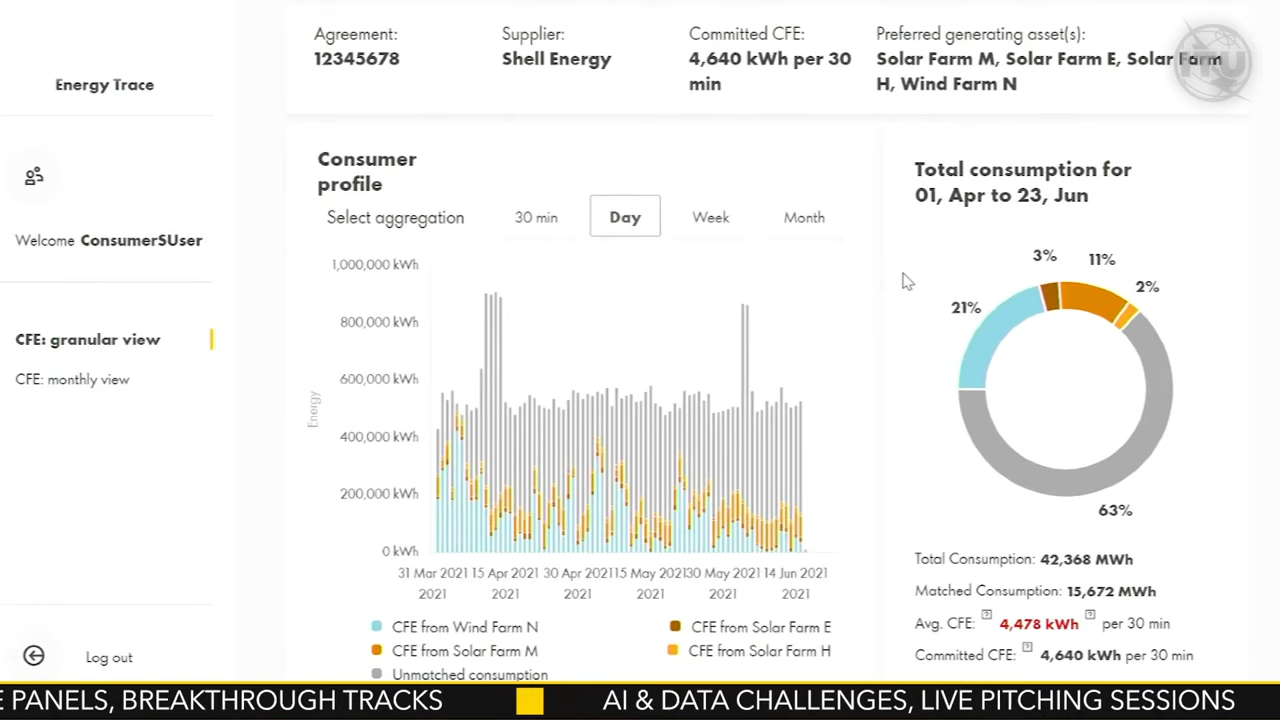 Agreement:
12345678
Supplier:
Shell Energy
Committed CFE:
4,640 kWh per 30
min
Preferred generating asset(s):
Solar Farm M, Solar Farm E, Solar Farm
H, Wind Farm N
ITU
Energy Trace
Welcome ConsumerSUser
CFE: granular view
CFE: monthly view
Log out
Consumer
profile
Select aggregation
30 min
Day
Week
Month
1,000,000 kWh
800,000 kWh
600,000 kWh
400,000 kWh
200,000 kWh
0 kWh
Energy
31 Mar 2021 15 Apr 2021 30 Apr 2021 15 May 2021 30 May 2021 14 Jun 2021
2021 2021 2021 2021 2021 2021
CFE from Wind Farm N
CFE from Solar Farm E
CFE from Solar Farm M
CFE from Solar Farm H
Unmatched consumption
Total consumption for
01, Apr to 23, Jun
3%
11%
2%
21%
63%
Total Consumption: 42,368 MWh
Matched Consumption: 15,672 MWh
Avg. CFE: ? 4,478 kWh ? per 30 min
Committed CFE: ? 4,640 kWh per 30 min
E PANELS, BREAKTHROUGH TRACKS
AI & DATA CHALLENGES, LIVE PITCHING SESSIONS